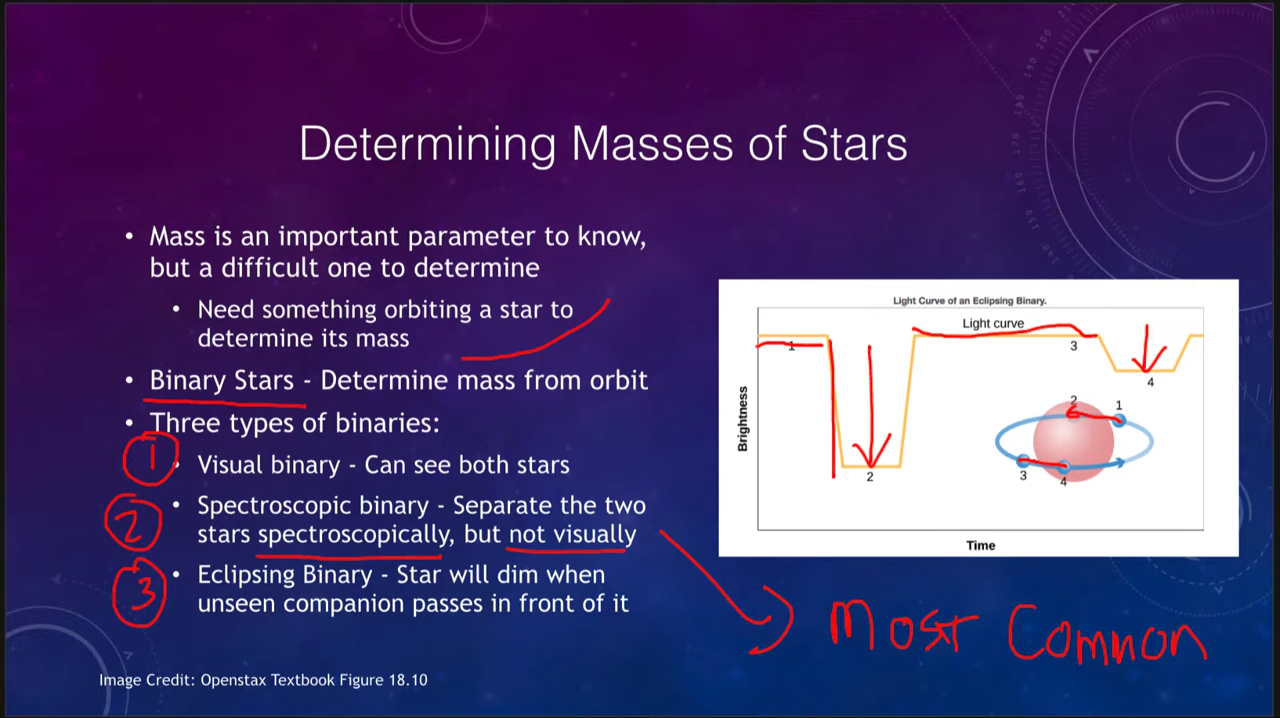 Determining Masses of Stars
• Mass is an important parameter to know,
but a difficult one to determine
• Need something orbiting a star to
determine its mass
• Binary Stars - Determine mass from orbit
• Three types of binaries:
1
• Visual binary - Can see both stars
2
• Spectroscopic binary - Separate the two
stars spectroscopically, but not visually
3
• Eclipsing Binary - Star will dim when
unseen companion passes in front of it
Image Credit: Openstax Textbook Figure 18.10
Light Curve of an Eclipsing Binary.
Light curve
1
3
4
2
2
1
3
4
Brightness
Time
Most Common